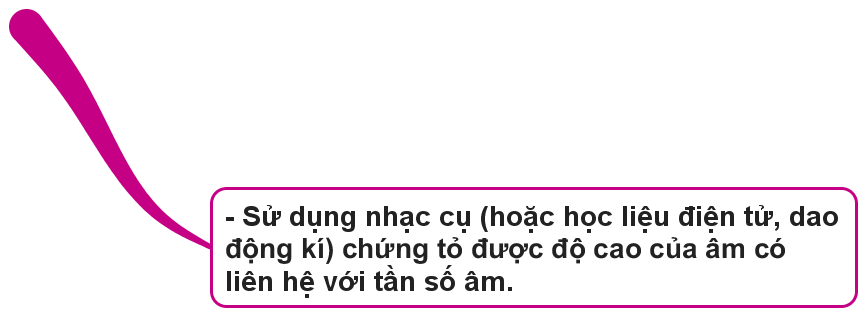 - Sử dụng nhạc cụ (hoặc học liệu điện tử, dao
động kí) chứng tỏ được độ cao của âm có
liên hệ với tần số âm.